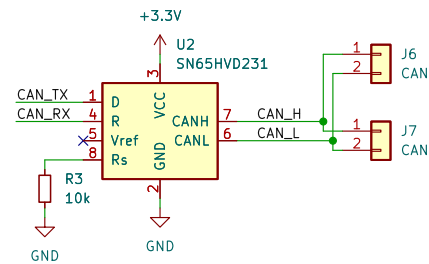 +3.3V
U2
SN65HVD231
3
VCC
CAN_TX 1 D
CAN_RX 4 R
5 Vref
8 Rs
GND
2
CANH 7 CAN_H
CANL 6 CAN_L
1 J6
2 CAN
1 J7
2 CAN
R3
10k
GND
GND